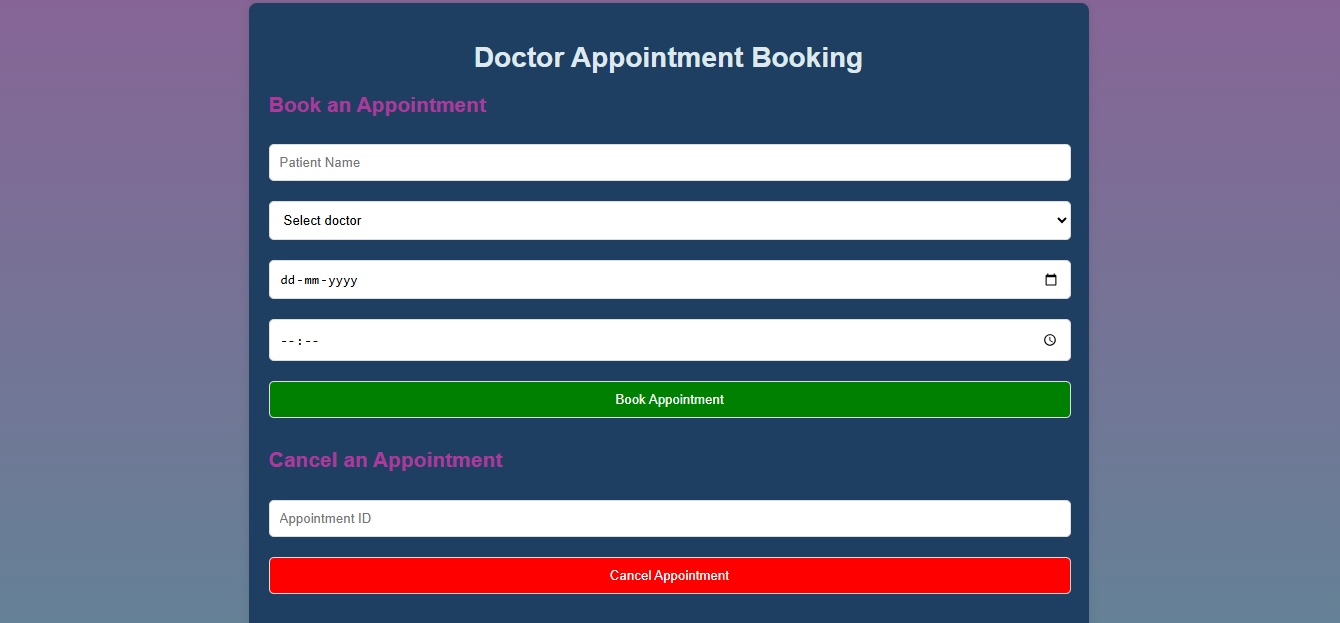 Doctor Appointment Booking
Book an Appointment
Patient Name
Select doctor
dd-mm-yyyy
--:--
Book Appointment
Cancel an Appointment
Appointment ID
Cancel Appointment